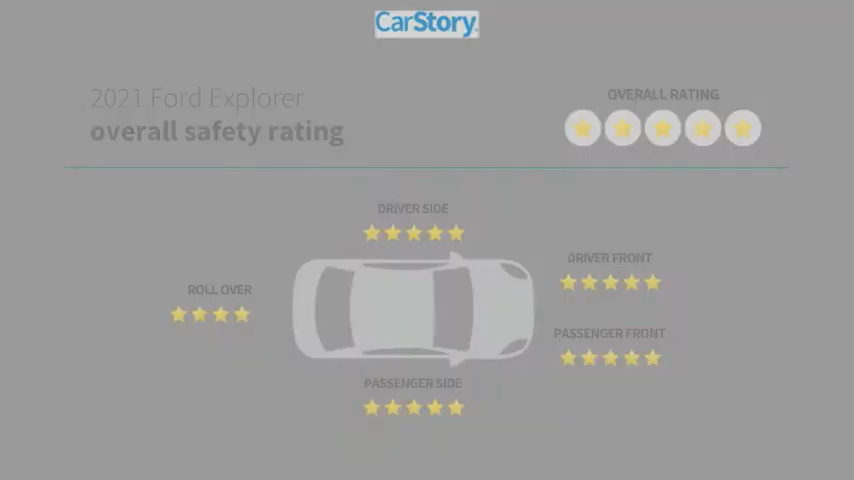 CarStory
2021 Ford Explorer
overall safety rating
OVERALL RATING
DRIVER SIDE
DRIVER FRONT
ROLL OVER
PASSENGER FRONT
PASSENGER SIDE